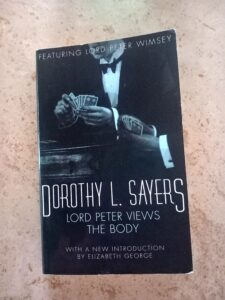 FEATURING LORD PETER WIMSEY
DOROTHY L. SAYERS
LORD PETER VIEWS
THE BODY
WITH A NEW INTRODUCTION
BY ELIZABETH GEORGE